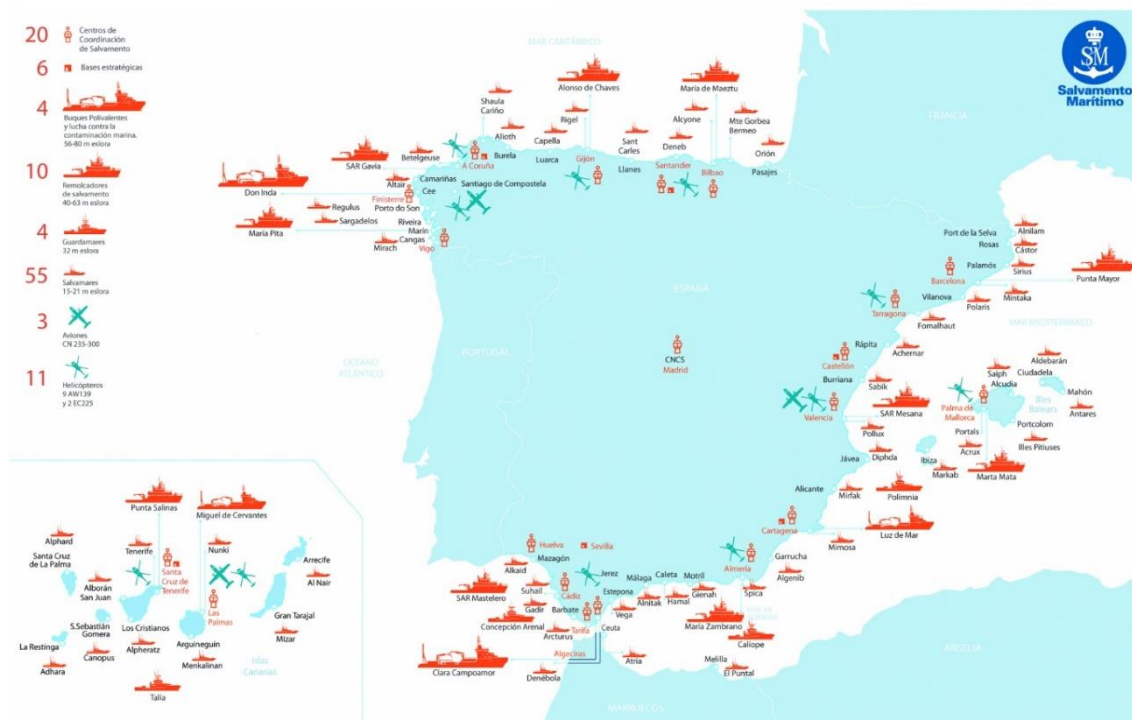 20
Centros de
Coordinación
de Salvamento
6
Bases estratégicas
4
Buques Polivalentes
y lucha contra la
contaminación marina.
56-80 m eslora
10
Remolcadores
de salvamento
40-63 m eslora
4
Guardamares
32 m eslora
55
Salvamares
15-21 m eslora
3
Aviones
CN 235-300
11
Helicópteros
9 AW139
y 2 EC225
SM
Salvamento
Marítimo
MAR CANTÁBRICO
FRANCIA
Alonso de Chaves
María de Maeztu
Shaula
Cariño
Rigel
Alcyone
Mte Gorbea
Bermeo
Alioth
Capella
Sant
Carles
Deneb
Orión
SAR Gavia
Betelgeuse
A Coruña
Burela
Luarca
Gijón
Llanes
Santander
Bilbao
Pasajes
Don Inda
Altair
Camariñas
Cee
Santiago de Compostela
Finisterre
Porto do Son
Regulus
Sargadelos
Riveira
Marín
Cangas
María Pita
Mirach
Vigo
Port de la Selva
Rosas
Alnilam
Cástor
Palamós
Sirius
Barcelona
Punta Mayor
Vilanova
Polaris
Mintaka
Tarragona
Fomalhaut
MAR MEDITERRÁNEO
ESPAÑA
PORTUGAL
OCÉANO
ATLÁNTICO
CNCS
Madrid
Rápita
Achernar
Castellón
Burriana
Sabik
Valencia
SAR Mesana
Pollux
Aldebarán
Saiph
Ciudadela
Alcudia
Mahón
Illes
Balears
Antares
Palma de
Mallorca
Portcolom
Portals
Illes Pitiuses
Acrux
Marta Mata
Ibiza
Markab
Jávea
Diphda
Alicante
Mirfak
Polimnia
Cartagena
Luz de Mar
Mimosa
Garrucha
Algenib
Almería
Spica
Huelva
Sevilla
Mazagón
Alkaid
Jerez
Málaga
Caleta
Motril
SAR Mastelero
Suhail
Cádiz
Estepona
Alnitak
Hamal
Gienah
Gadir
Barbate
Vega
María Zambrano
Concepción Arenal
Arcturus
Tarifa
Ceuta
Calíope
Algeciras
Clara Campoamor
Denébola
Atria
Melilla
El Puntal
MARRUECOS
ARGELIA
Punta Salinas
Miguel de Cervantes
Alphard
Tenerife
Nunki
Santa Cruz
de La Palma
Santa
Cruz de
Tenerife
Arrecife
Alborán
San Juan
Al Nair
Las
Palmas
Gran Tarajal
S.Sebastián
Gomera
Los Cristianos
Arguineguín
Mizar
La Restinga
Canopus
Alpheratz
Menkalinan
Adhara
Talía
Islas
Canarias